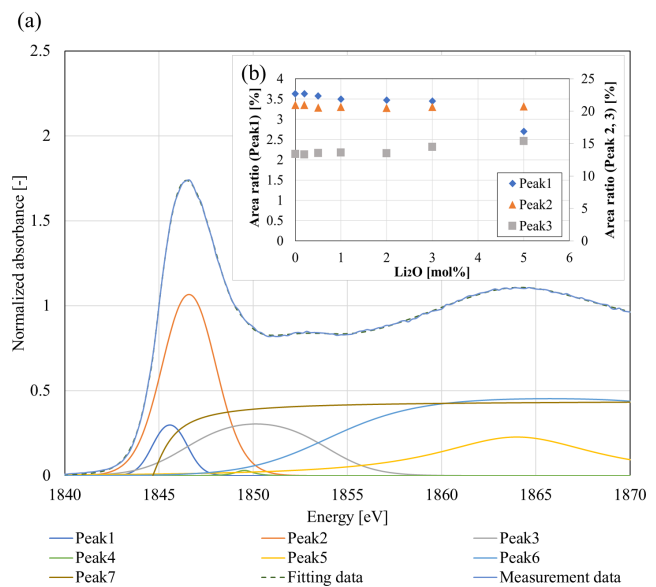 (a)
2.5
2
1.5
1
0.5
0
Normalized absorbance [-]
1840
1845
1850
1855
1860
1865
1870
Energy [eV]
(b)
4
3.5
3
2.5
2
1.5
1
0.5
0
Area ratio (Peak1) [%]
25
20
15
10
5
0
Area ratio (Peak 2, 3) [%]
Peak1
Peak2
Peak3
0
1
2
3
4
5
6
Li2O [mol%]
Peak1
Peak2
Peak3
Peak4
Peak5
Peak6
Peak7
Fitting data
Measurement data